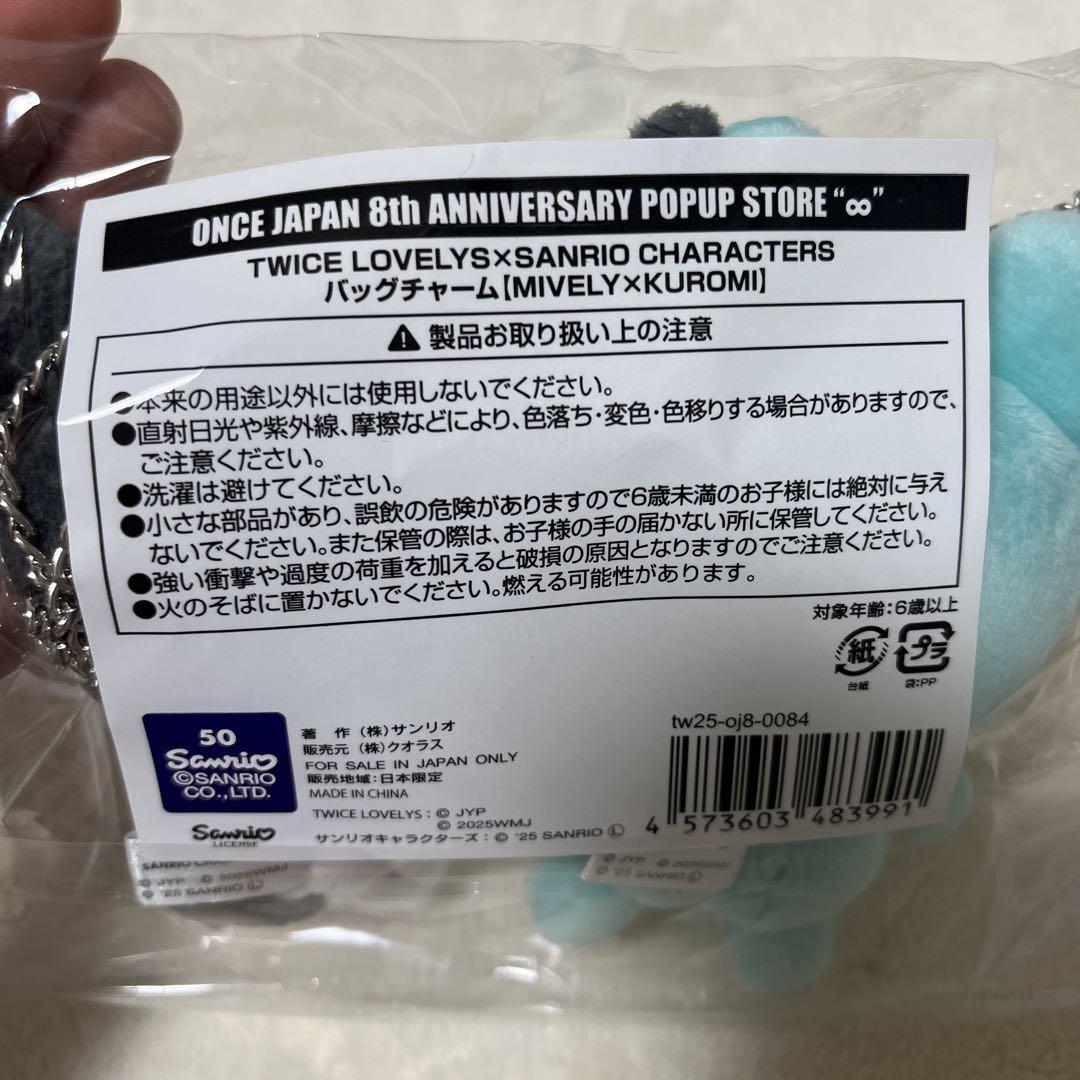 ONCE JAPAN 8th ANNIVERSARY POPUP STORE "∞"
TWICE LOVELYS×SANRIO CHARACTERS
バッグチャーム【MIVELY×KUROMI】
⚠ 製品お取り扱い上の注意
●本来の用途以外には使用しないでください。
●直射日光や紫外線、摩擦などにより、色落ち・変色・色移りする場合がありますので、
ご注意ください。
●洗濯は避けてください。
●小さな部品があり、誤飲の危険がありますので6歳未満のお子様には絶対に与え
ないでください。また保管の際は、お子様の手の届かない所に保管してください。
●強い衝撃や過度の荷重を加えると破損の原因となりますのでご注意ください。
●火のそばに置かないでください。燃える可能性があります。
対象年齢:6歳以上
紙
プラ
台紙
袋:PP
50
Sanrio
©SANRIO
CO.,LTD.
Sanrio
LICENSE
著 作 (株)サンリオ
販売元 (株)クオラス
FOR SALE IN JAPAN ONLY
販売地域:日本限定
MADE IN CHINA
TWICE LOVELYS:© JYP
© 2025WMJ
サンリオキャラクターズ:© '25 SANRIO Ⓛ
tw25-oj8-0084
4 573603 483991
© JYP © 2025WMJ
© '25 SANRIO Ⓛ
© JYP © 2025WMJ
© '25 SANRIO Ⓛ